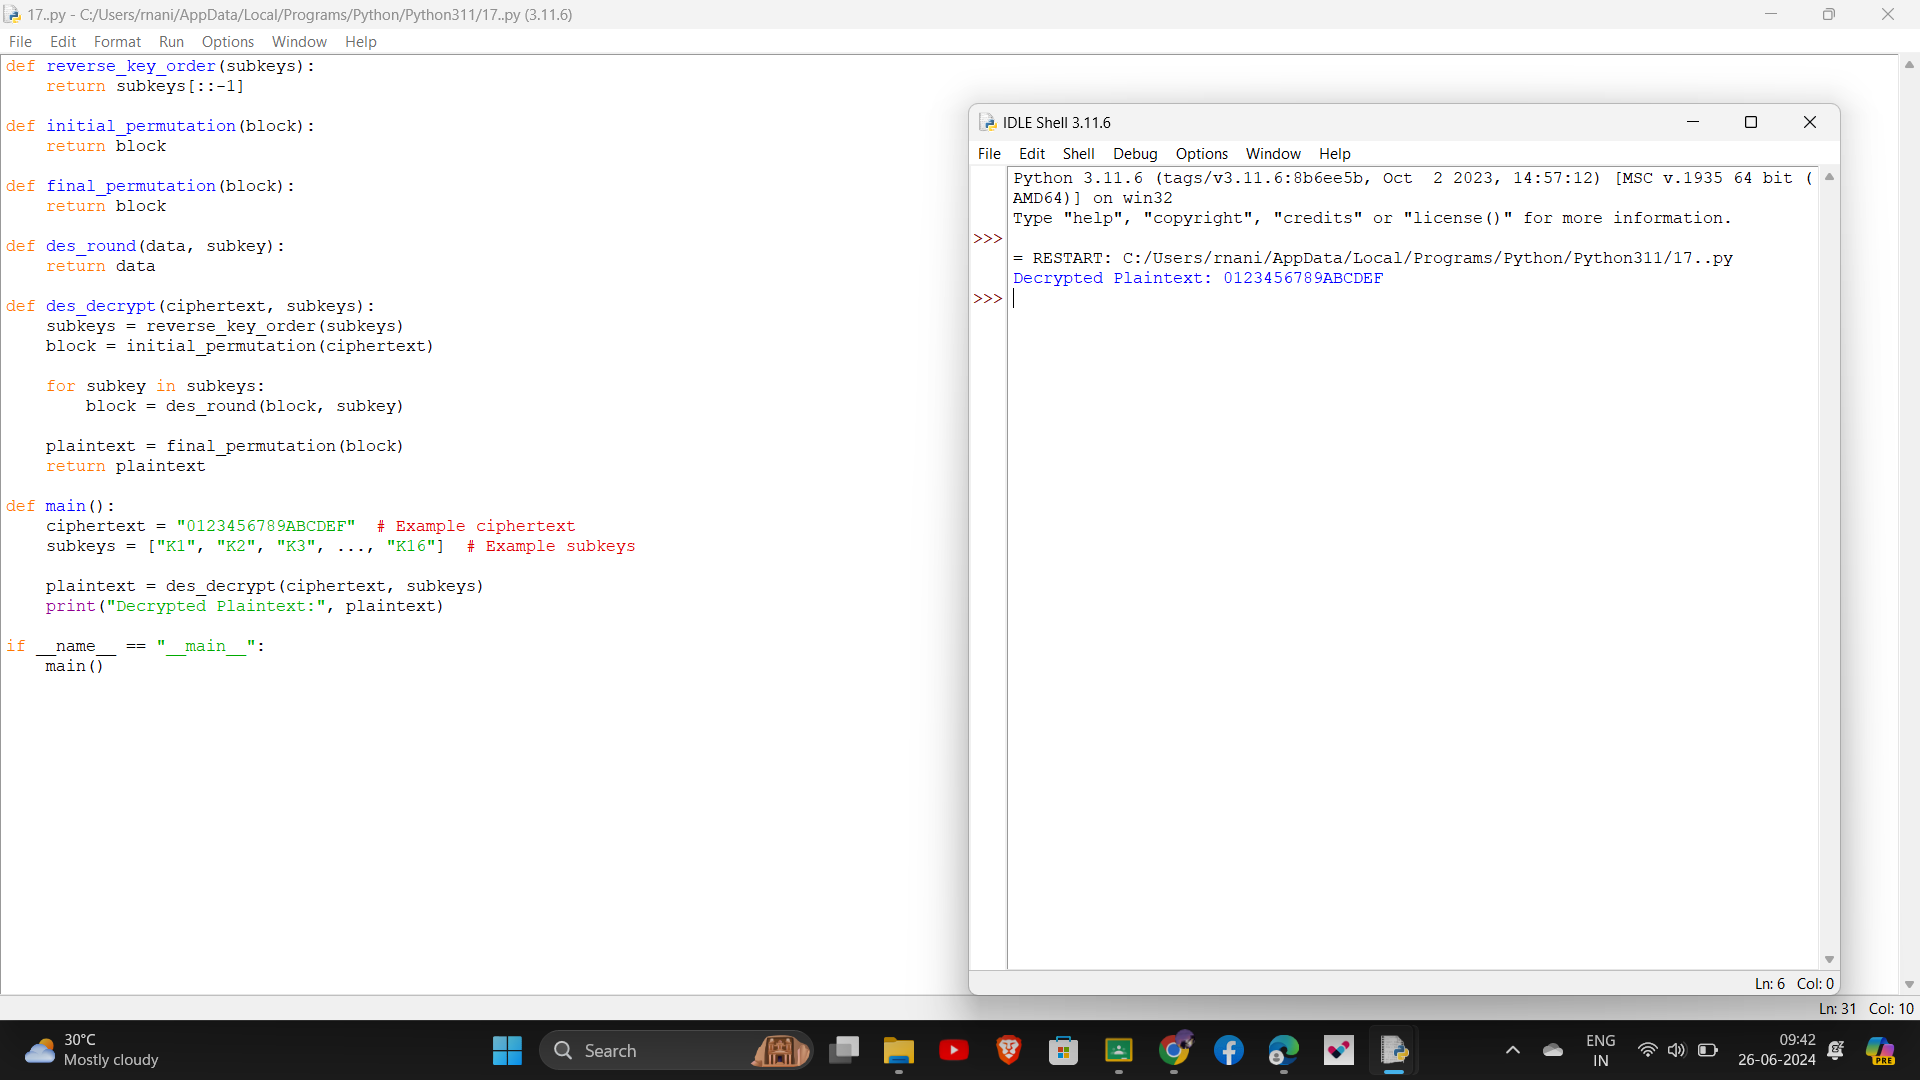 17..py - C:/Users/rnani/AppData/Local/Programs/Python/Python311/17..py (3.11.6)
File Edit Format Run Options Window Help
def reverse_key_order(subkeys):
    return subkeys[::-1]

def initial_permutation(block):
    return block

def final_permutation(block):
    return block

def des_round(data, subkey):
    return data

def des_decrypt(ciphertext, subkeys):
    subkeys = reverse_key_order(subkeys)
    block = initial_permutation(ciphertext)

    for subkey in subkeys:
        block = des_round(block, subkey)

    plaintext = final_permutation(block)
    return plaintext

def main():
    ciphertext = "0123456789ABCDEF"  # Example ciphertext
    subkeys = ["K1", "K2", "K3", ..., "K16"]  # Example subkeys

    plaintext = des_decrypt(ciphertext, subkeys)
    print("Decrypted Plaintext:", plaintext)

if __name__ == "__main__":
    main()
IDLE Shell 3.11.6
File Edit Shell Debug Options Window Help
Python 3.11.6 (tags/v3.11.6:8b6ee5b, Oct  2 2023, 14:57:12) [MSC v.1935 64 bit (
AMD64)] on win32
Type "help", "copyright", "credits" or "license()" for more information.
>>>
= RESTART: C:/Users/rnani/AppData/Local/Programs/Python/Python311/17..py
Decrypted Plaintext: 0123456789ABCDEF
>>>
Ln: 6 Col: 0
Ln: 31 Col: 10
30°C
Mostly cloudy
Search
ENG
IN
09:42
26-06-2024
PRE